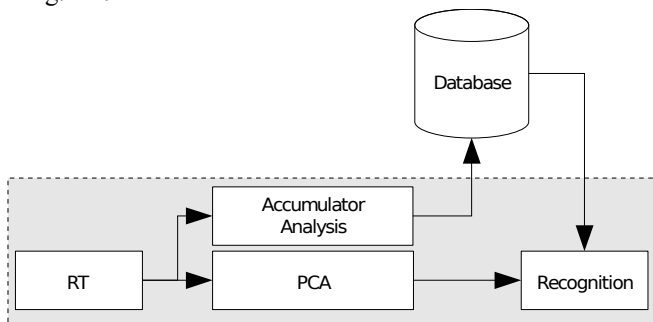 Database
Accumulator
Analysis
RT
PCA
Recognition